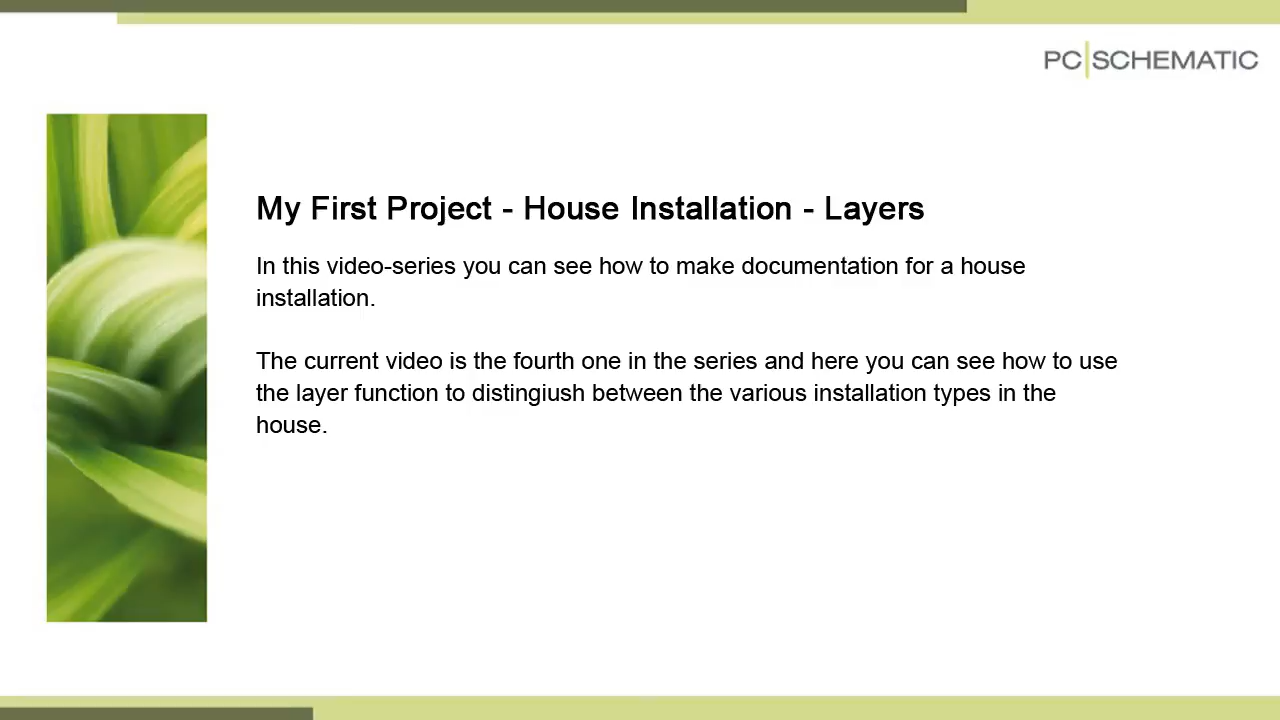 PC|SCHEMATIC
My First Project - House Installation - Layers
In this video-series you can see how to make documentation for a house
installation.
The current video is the fourth one in the series and here you can see how to use
the layer function to distingiush between the various installation types in the
house.